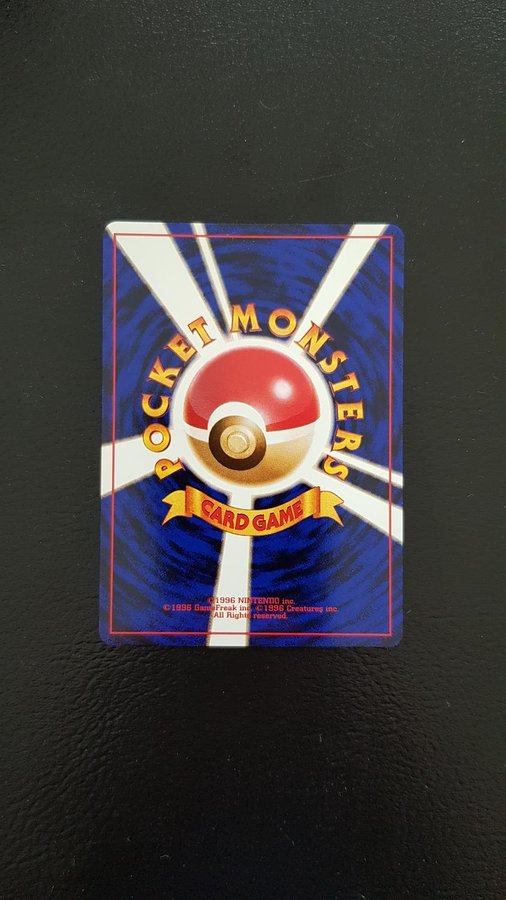 POCKET MONSTERS
CARD GAME
©1996 NINTENDO inc.
©1996 GameFreak inc. ©1996 Creatures inc.
All Rights reserved.